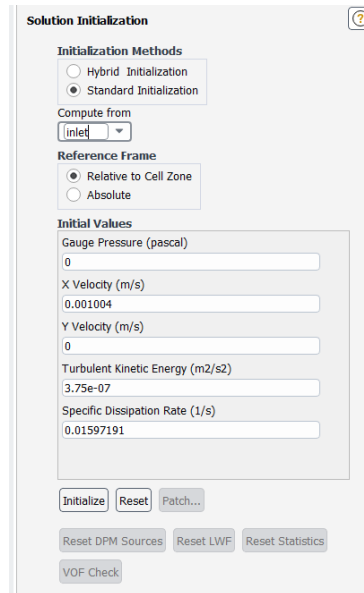 Solution Initialization
Initialization Methods
Hybrid Initialization
Standard Initialization
Compute from
inlet
Reference Frame
Relative to Cell Zone
Absolute
Initial Values
Gauge Pressure (pascal)
0
X Velocity (m/s)
0.001004
Y Velocity (m/s)
0
Turbulent Kinetic Energy (m2/s2)
3.75e-07
Specific Dissipation Rate (1/s)
0.01597191
Initialize Reset Patch...
Reset DPM Sources Reset LWF Reset Statistics
VOF Check